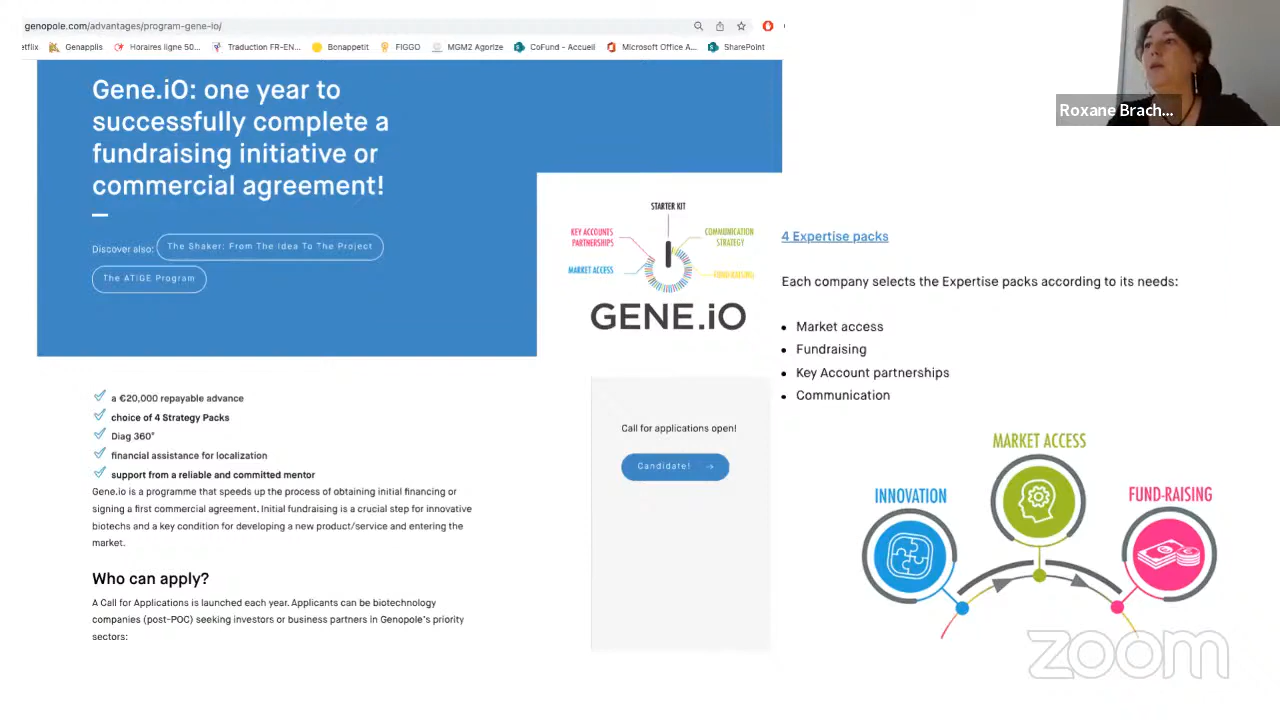 genopole.com/advantages/program-gene-io/
etflix
Genapplis
Horaires ligne 50...
Traduction FR-EN...
Bonappetit
FIGGO
MGM2 Agorize
CoFund - Accueil
Microsoft Office A...
SharePoint
Roxane Brach...
Gene.iO: one year to
successfully complete a
fundraising initiative or
commercial agreement!
Discover also:
The Shaker: From The Idea To The Project
The ATIGE Program
STARTER KIT
KEY ACCOUNTS
PARTNERSHIPS
COMMUNICATION
STRATEGY
MARKET ACCESS
FUNDRAISING
GENE.iO
a €20,000 repayable advance
choice of 4 Strategy Packs
Diag 360°
financial assistance for localization
support from a reliable and committed mentor
Gene.io is a programme that speeds up the process of obtaining initial financing or
signing a first commercial agreement. Initial fundraising is a crucial step for innovative
biotechs and a key condition for developing a new product/service and entering the
market.
Who can apply?
A Call for Applications is launched each year. Applicants can be biotechnology
companies (post-POC) seeking investors or business partners in Genopole's priority
sectors:
Call for applications open!
Candidate! →
4 Expertise packs
Each company selects the Expertise packs according to its needs:
• Market access
• Fundraising
• Key Account partnerships
• Communication
MARKET ACCESS
INNOVATION
FUND-RAISING
zoom